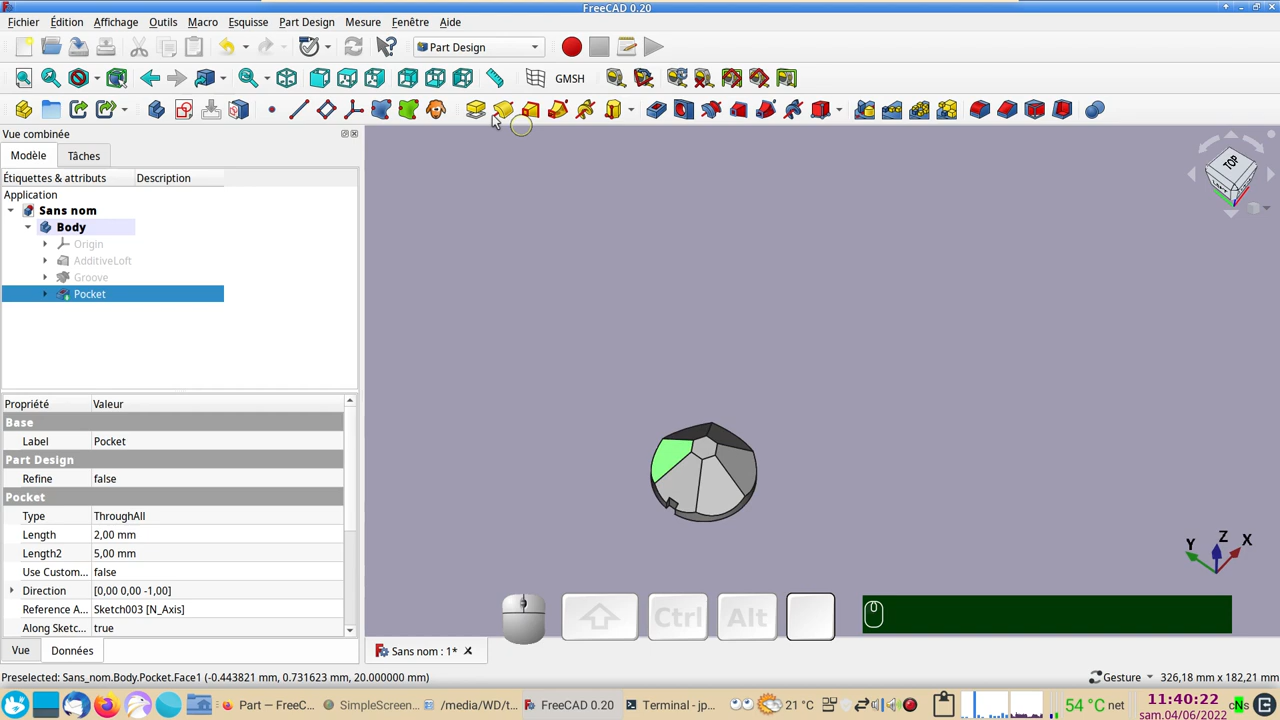 FreeCAD 0.20
Fichier Édition Affichage Outils Macro Esquisse Part Design Mesure Fenêtre Aide
Part Design
GMSH
Vue combinée
Modèle Tâches
Étiquettes & attributs Description
Application
Sans nom
Body
Origin
AdditiveLoft
Groove
Pocket
Propriété Valeur
Base
Label Pocket
Part Design
Refine false
Pocket
Type ThroughAll
Length 2,00 mm
Length2 5,00 mm
Use Custom... false
Direction [0,00 0,00 -1,00]
Reference A... Sketch003 [N_Axis]
Along Sketc... true
Vue Données
TOP
LEFT
Z
Y X
Ctrl Alt
Sans nom : 1*
Preselected: Sans_nom.Body.Pocket.Face1 (-0.443821 mm, 0.731623 mm, 20.000000 mm) Gesture 326,18 mm x 182,21 mm
Part — FreeC... SimpleScreen... /media/WD/t... FreeCAD 0.20 Terminal - jp... 21 °C 54 °C net 11:40:22
sam.04/06/2022